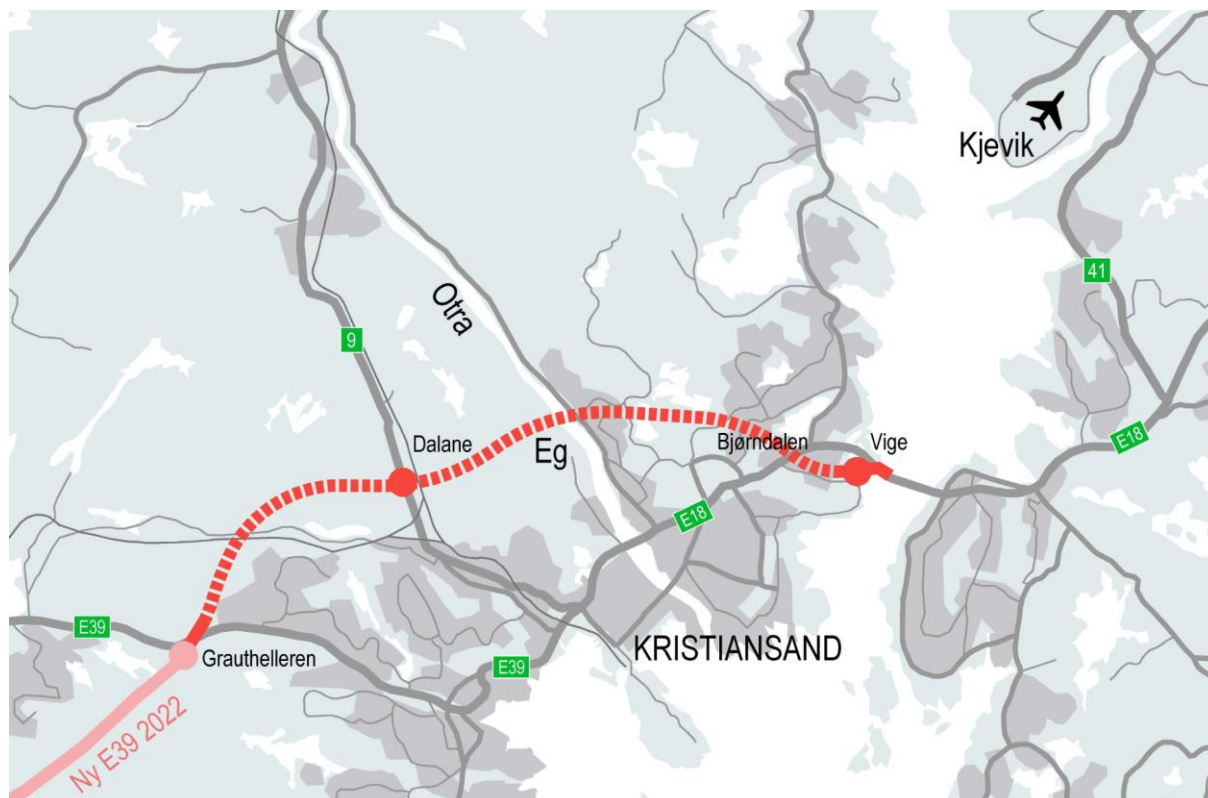 Kjevik
41
Otra
9
Dalane
Eg
Bjørndalen
Vige
E18
E18
E39
Grauthelleren
KRISTIANSAND
E39
Ny E39 2022